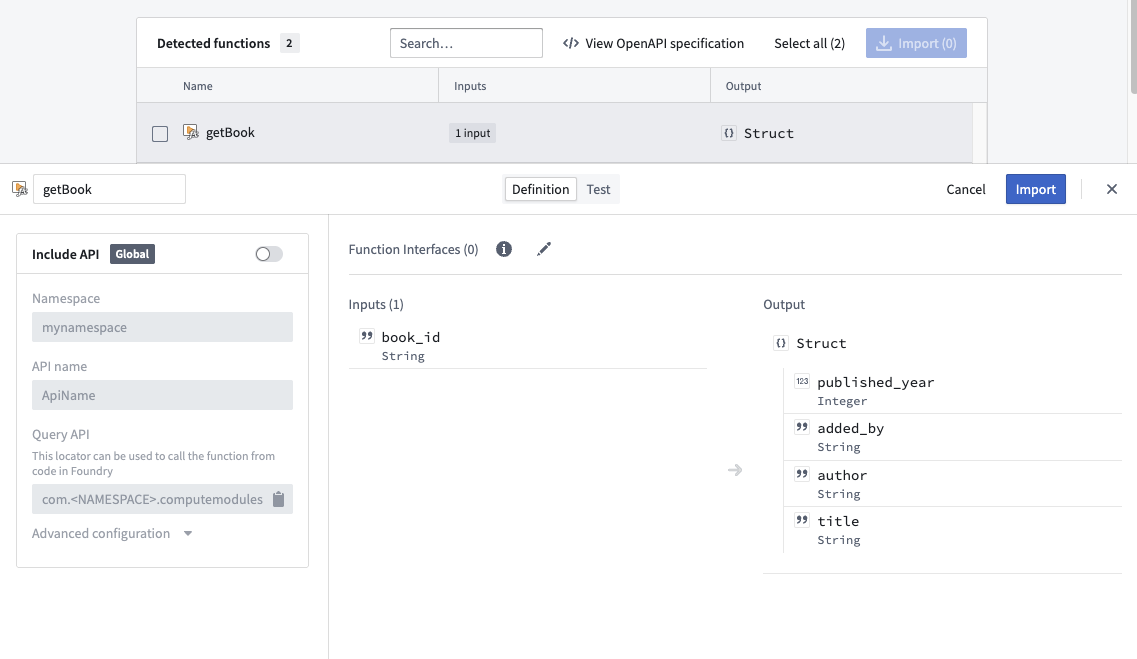 Detected functions 2
Search...
View OpenAPI specification
Select all (2)
Import (0)
Name
Inputs
Output
getBook
1 input
{} Struct
getBook
Definition
Test
Cancel
Import
Include API Global
Namespace
mynamespace
API name
ApiName
Query API
This locator can be used to call the function from
code in Foundry
com.<NAMESPACE>.computemodules
Advanced configuration
Function Interfaces (0)
Inputs (1)
book_id
String
Output
{} Struct
123 published_year
Integer
added_by
String
author
String
title
String